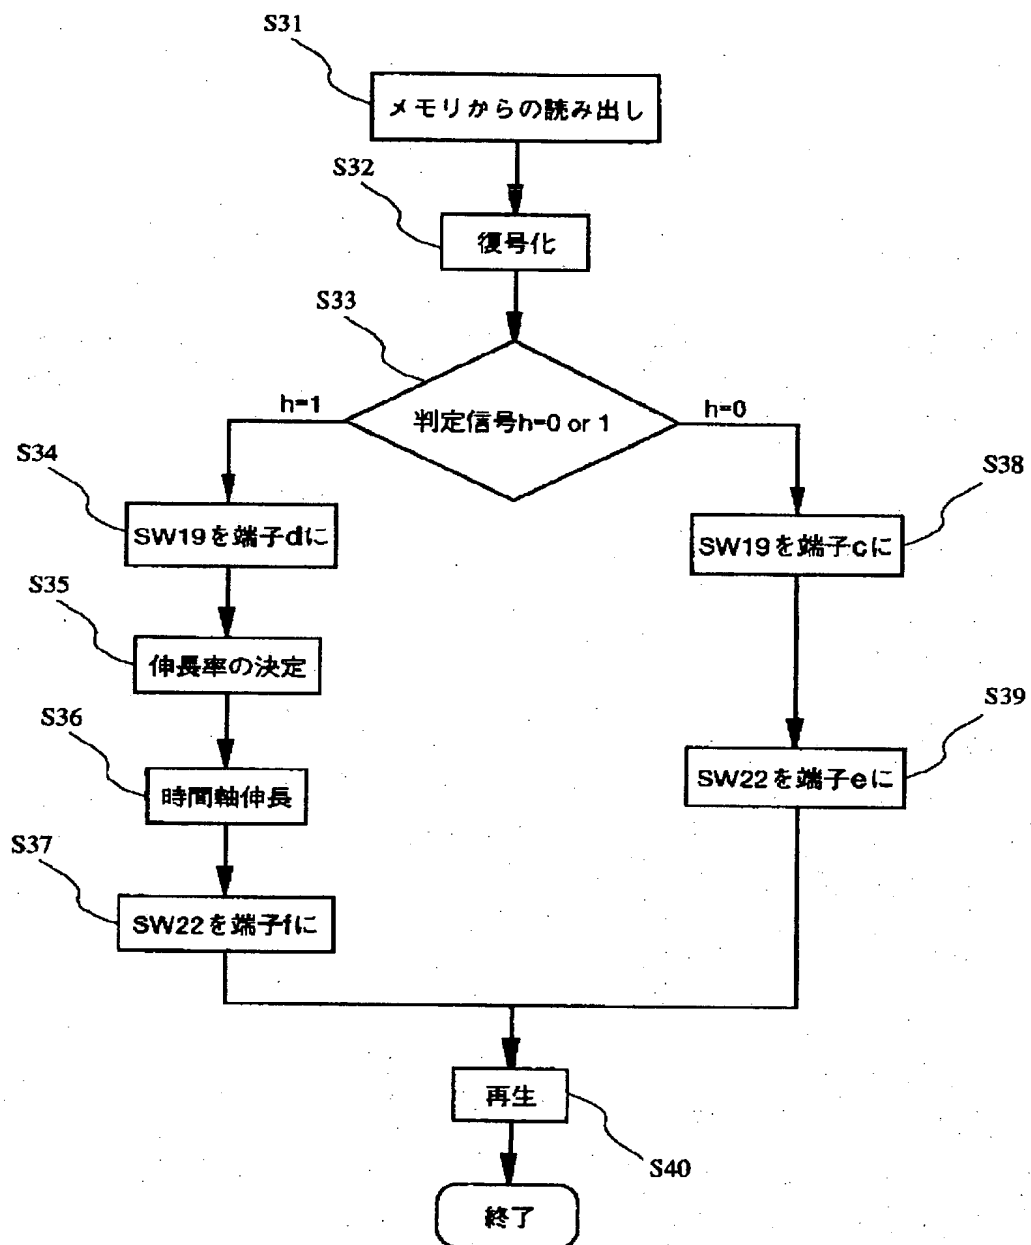 S31
メモリからの読み出し
S32
復号化
S33
判定信号h=0 or 1
h=1
h=0
S34
SW19を端子dに
S38
SW19を端子cに
S35
伸長率の決定
S36
時間軸伸長
S39
SW22を端子eに
S37
SW22を端子fに
再生
S40
終了